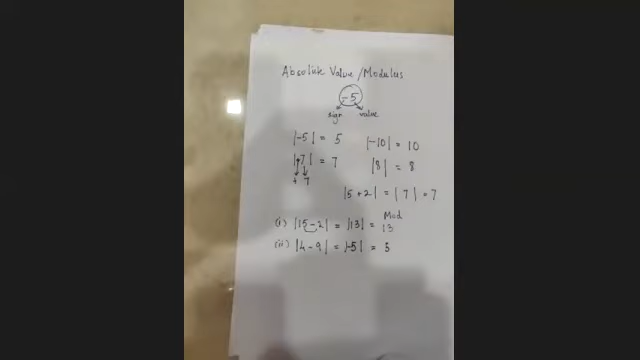 Absolute Value / Modulus
-5
sign value
|-5| = 5 |-10| = 10
|+7| = 7 |8| = 8
+ 7
|5 + 2| = |7| = 7
Mod
(i) |15 - 2| = |13| = 13
(ii) |4 - 9| = |-5| = 5